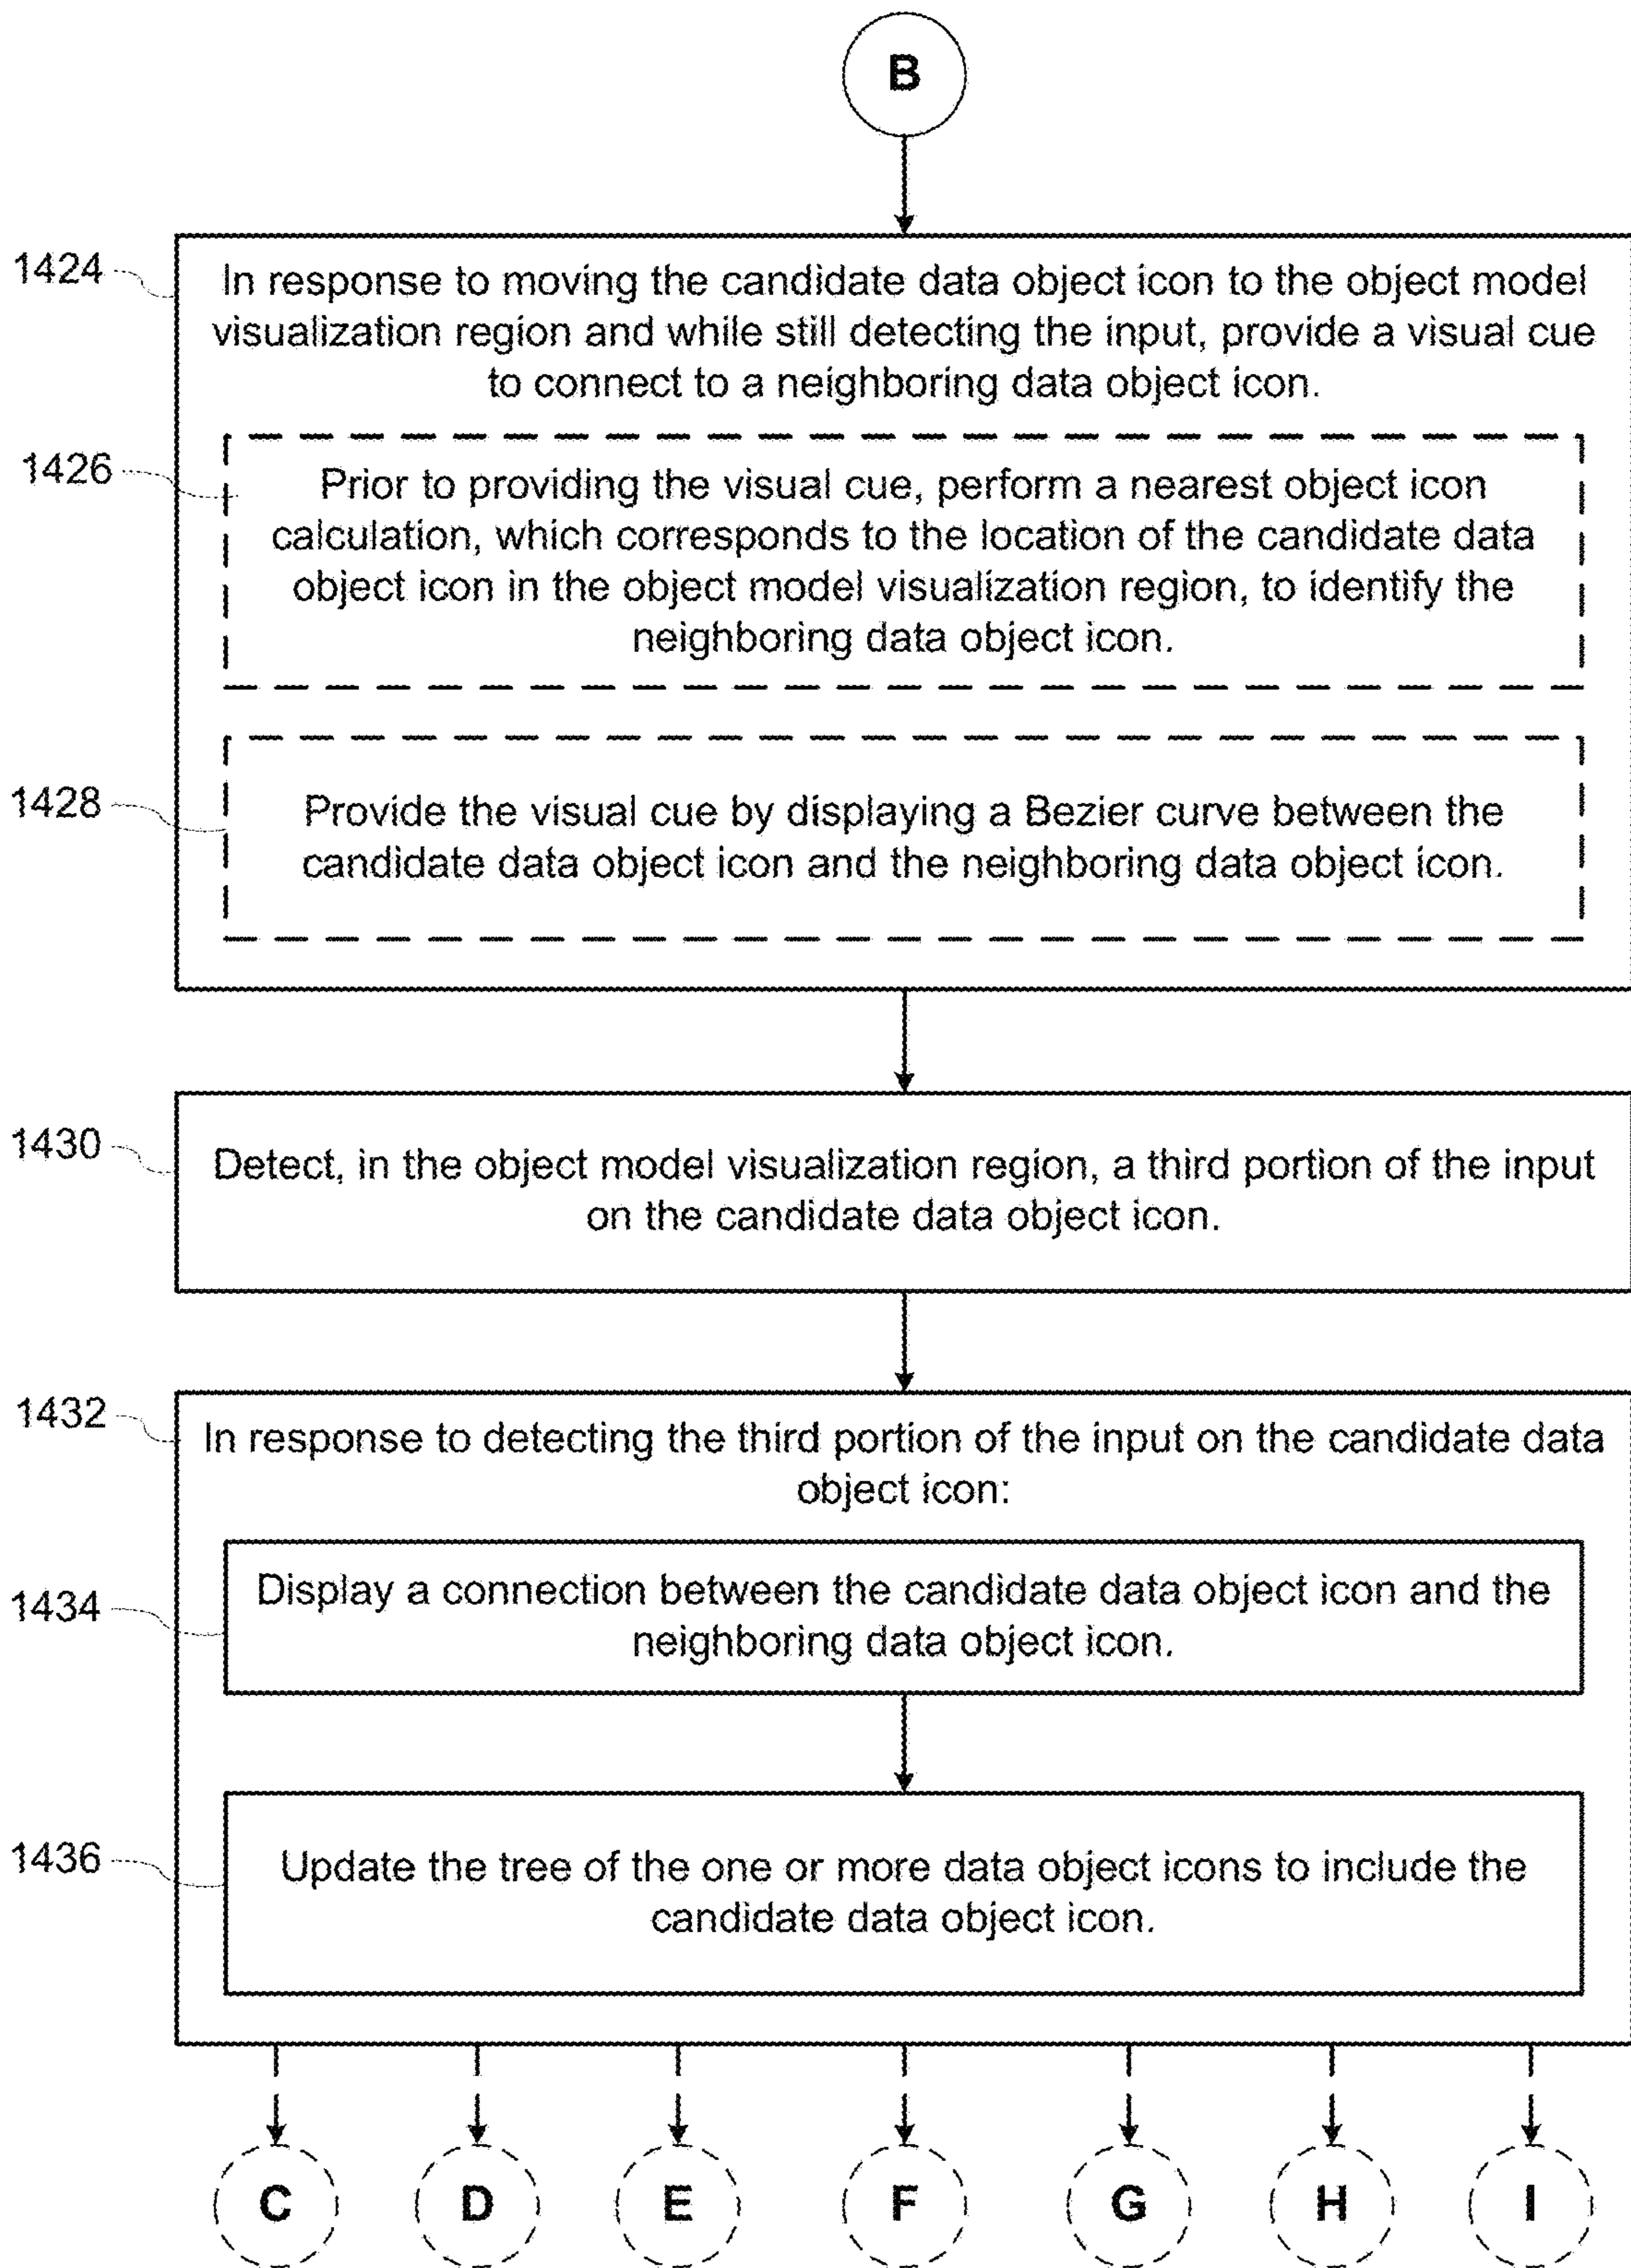 B
1424
In response to moving the candidate data object icon to the object model
visualization region and while still detecting the input, provide a visual cue
to connect to a neighboring data object icon.
1426
Prior to providing the visual cue, perform a nearest object icon
calculation, which corresponds to the location of the candidate data
object icon in the object model visualization region, to identify the
neighboring data object icon.
1428
Provide the visual cue by displaying a Bezier curve between the
candidate data object icon and the neighboring data object icon.
1430
Detect, in the object model visualization region, a third portion of the input
on the candidate data object icon.
1432
In response to detecting the third portion of the input on the candidate data
object icon:
1434
Display a connection between the candidate data object icon and the
neighboring data object icon.
1436
Update the tree of the one or more data object icons to include the
candidate data object icon.
C D E F G H I